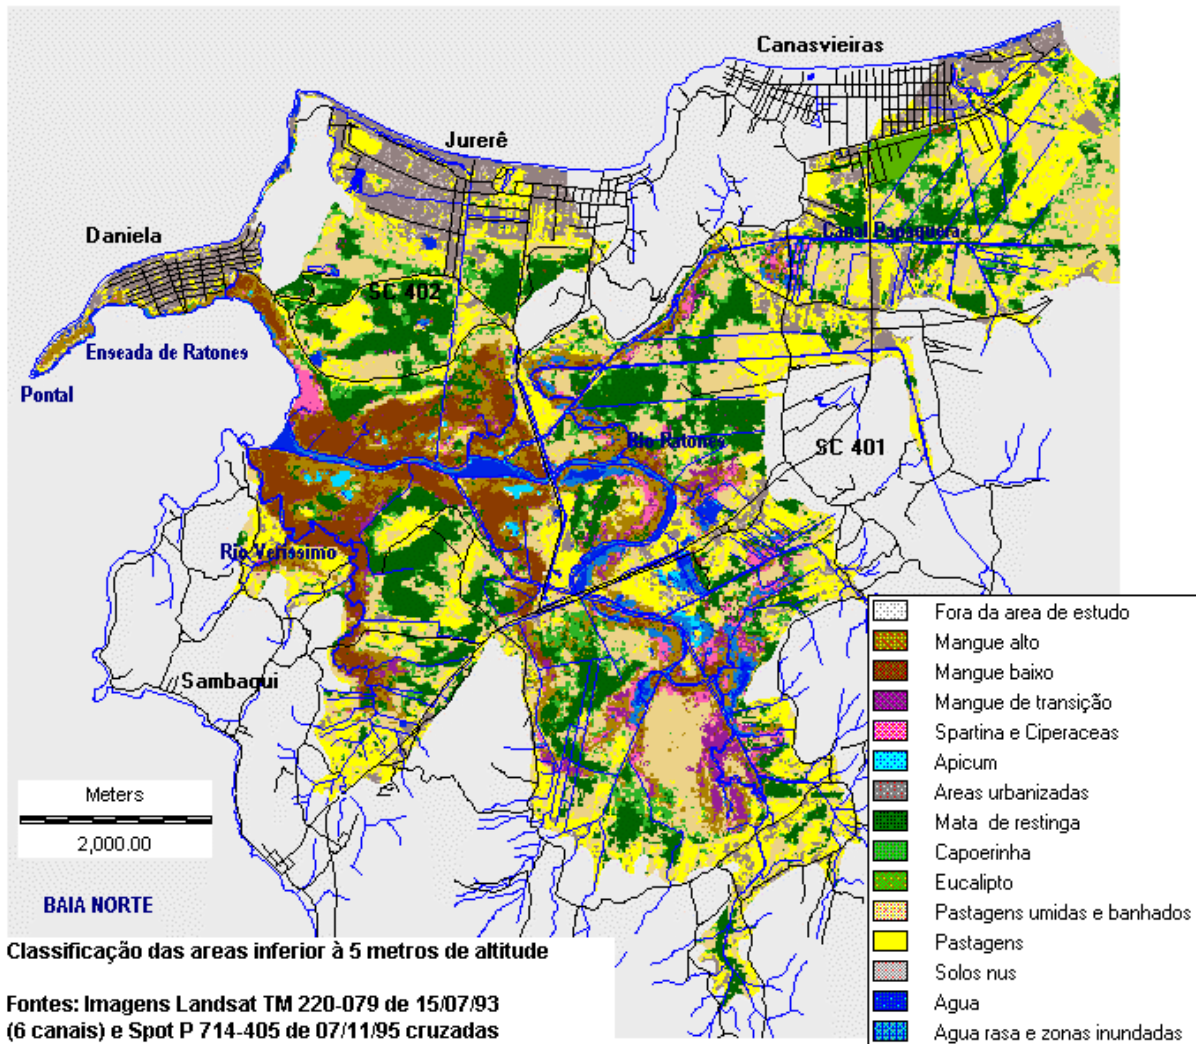 Canasvieiras
Jurerê
Daniela
Canal Papaquera
SC 402
Enseada de Ratones
Pontal
Rio Ratones
SC 401
Rio Verissimo
Sambaqui
Meters
2,000.00
BAIA NORTE
Classificação das areas inferior à 5 metros de altitude
Fontes: Imagens Landsat TM 220-079 de 15/07/93
(6 canais) e Spot P 714-405 de 07/11/95 cruzadas
Fora da area de estudo
Mangue alto
Mangue baixo
Mangue de transição
Spartina e Ciperaceas
Apicum
Areas urbanizadas
Mata de restinga
Capoerinha
Eucalipto
Pastagens umidas e banhados
Pastagens
Solos nus
Agua
Agua rasa e zonas inundadas